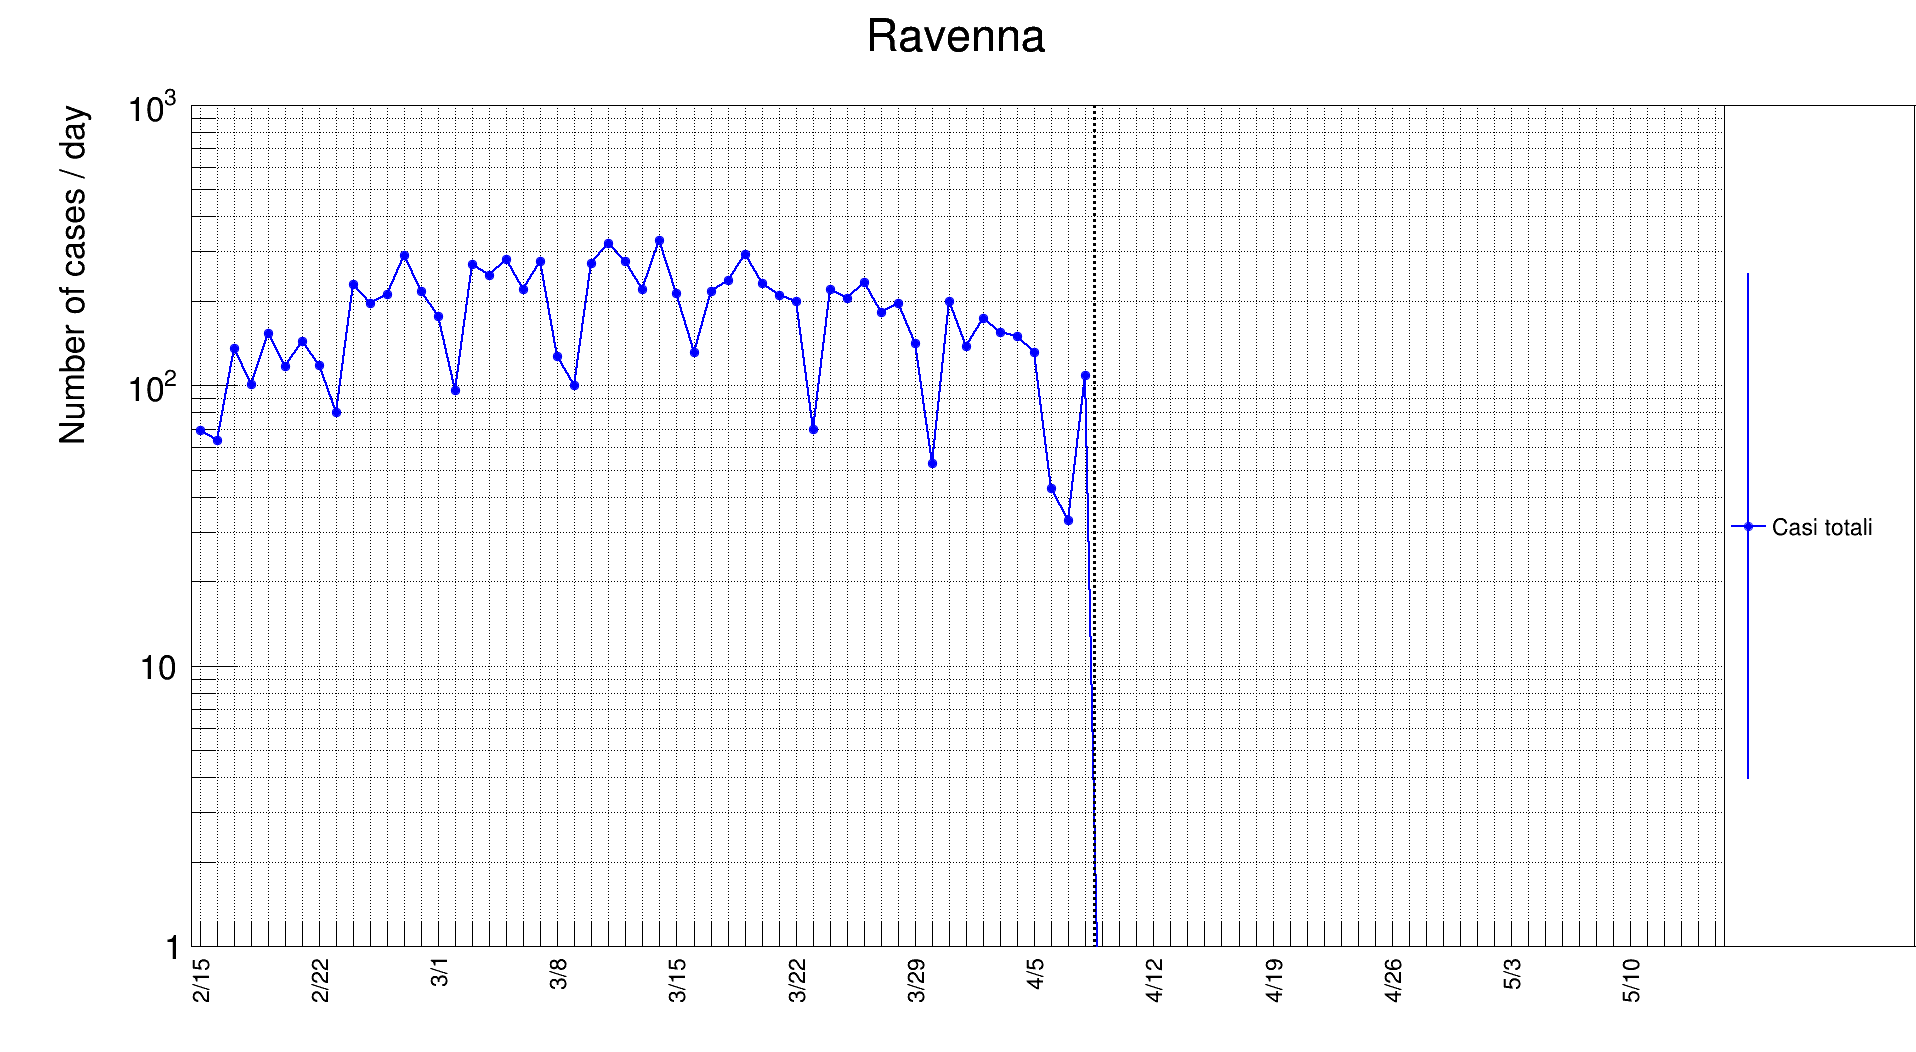 Ravenna
Number of cases / day
10³
10²
10
1
2/15 2/22 3/1 3/8 3/15 3/22 3/29 4/5 4/12 4/19 4/26 5/3 5/10
Casi totali